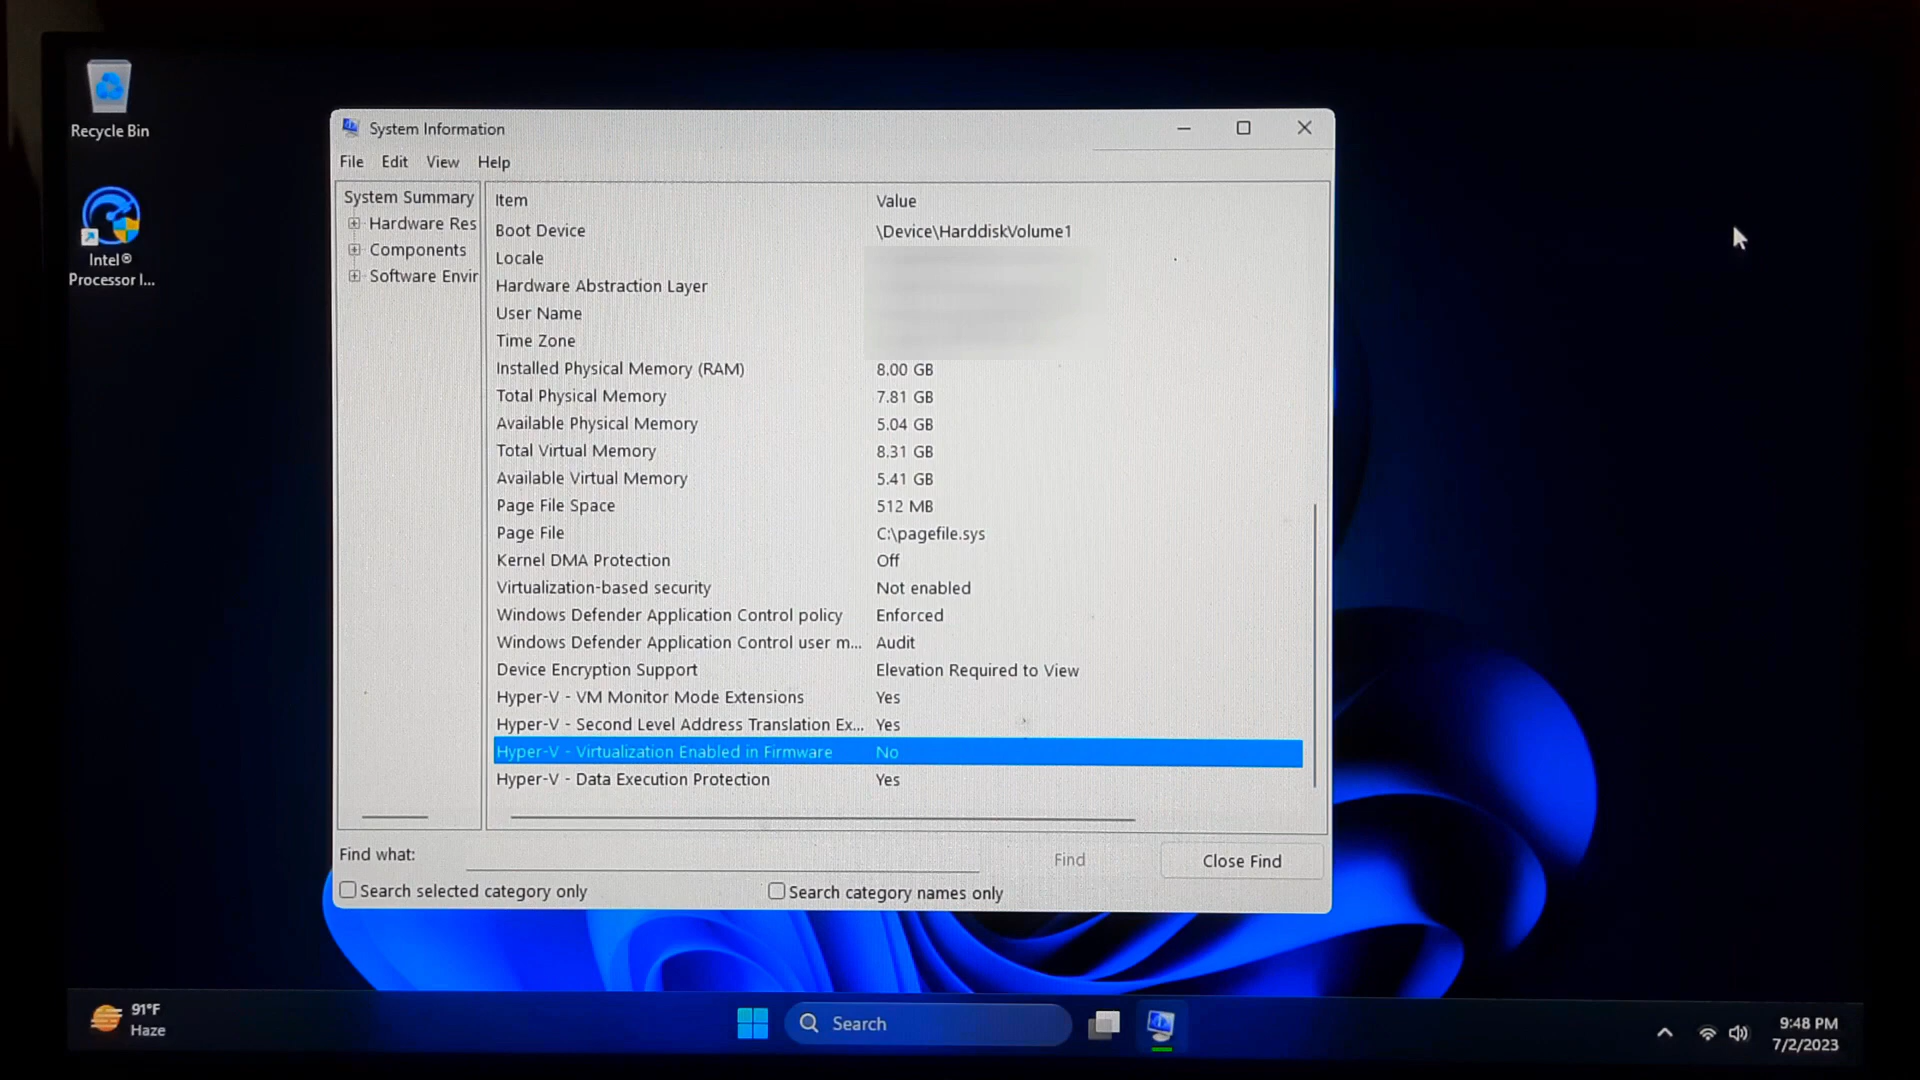 Recycle Bin
Intel®
Processor I...
System Information
File Edit View Help
System Summary
Hardware Res
Components
Software Envir
Item Value
Boot Device \Device\HarddiskVolume1
Locale
Hardware Abstraction Layer
User Name
Time Zone
Installed Physical Memory (RAM) 8.00 GB
Total Physical Memory 7.81 GB
Available Physical Memory 5.04 GB
Total Virtual Memory 8.31 GB
Available Virtual Memory 5.41 GB
Page File Space 512 MB
Page File C:\pagefile.sys
Kernel DMA Protection Off
Virtualization-based security Not enabled
Windows Defender Application Control policy Enforced
Windows Defender Application Control user m... Audit
Device Encryption Support Elevation Required to View
Hyper-V - VM Monitor Mode Extensions Yes
Hyper-V - Second Level Address Translation Ex... Yes
Hyper-V - Virtualization Enabled in Firmware No
Hyper-V - Data Execution Protection Yes
Find what: Find Close Find
Search selected category only Search category names only
91°F
Haze
Search
9:48 PM
7/2/2023